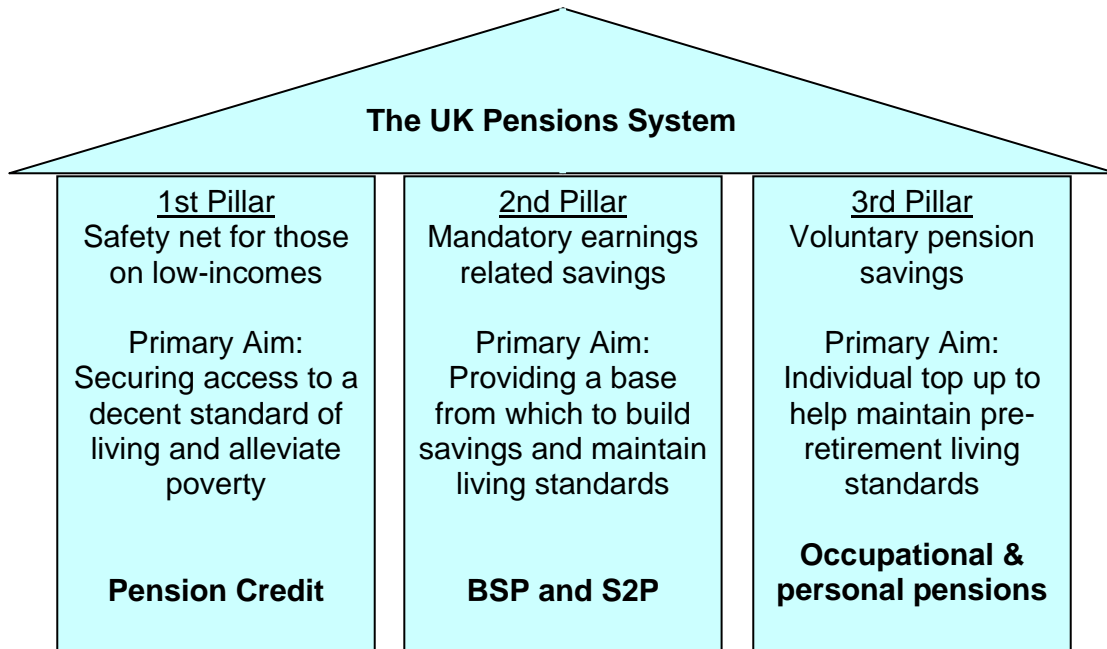 The UK Pensions System
1st Pillar
Safety net for those
on low-incomes
Primary Aim:
Securing access to a
decent standard of
living and alleviate
poverty
Pension Credit
2nd Pillar
Mandatory earnings
related savings
Primary Aim:
Providing a base
from which to build
savings and maintain
living standards
BSP and S2P
3rd Pillar
Voluntary pension
savings
Primary Aim:
Individual top up to
help maintain pre-
retirement living
standards
Occupational &
personal pensions